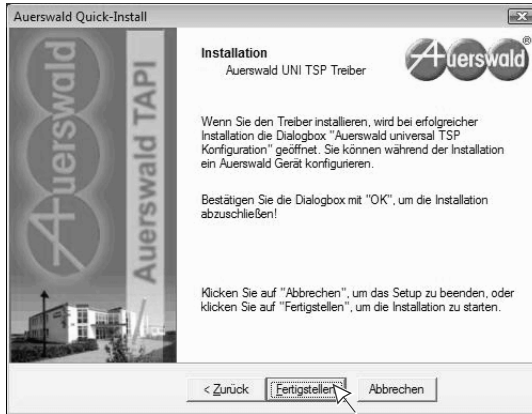 Auerswald Quick-Install
Installation
Auerswald UNI TSP Treiber
Auerswald®
Auerswald
Auerswald TAPI
Wenn Sie den Treiber installieren, wird bei erfolgreicher
Installation die Dialogbox "Auerswald universal TSP
Konfiguration" geöffnet. Sie können während der Installation
ein Auerswald Gerät konfigurieren.
Bestätigen Sie die Dialogbox mit "OK", um die Installation
abzuschließen!
Klicken Sie auf "Abbrechen", um das Setup zu beenden, oder
klicken Sie auf "Fertigstellen", um die Installation zu starten.
< Zurück
Fertigstellen
Abbrechen